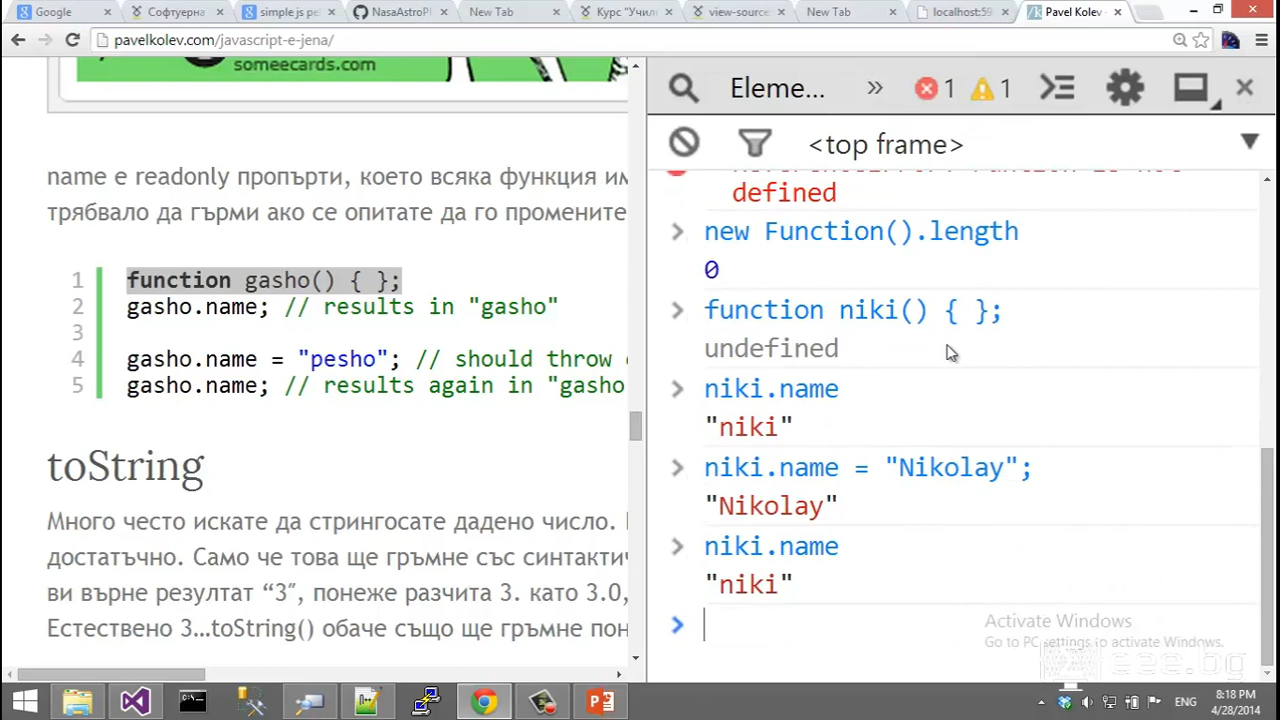 Google
Софтуерна
simple js pe
NasaAstroPi
New Tab
Курс "Учил
view-source
New Tab
localhost:59
Pavel Kolev -
pavelkolev.com/javascript-e-jena/
someecards.com
name е readonly пропърти, което всяка функция им
трябвало да гърми ако се опитате да го промените
1 function gasho() { };
2 gasho.name; // results in "gasho"
3
4 gasho.name = "pesho"; // should throw
5 gasho.name; // results again in "gasho
toString
Много често искате да стрингосате дадено число.
достатъчно. Само че това ще гръмне със синтактич
ви върне резултат “3″, понеже разчита 3. като 3.0,
Естествено 3...toString() обаче също ще гръмне пон
Eleme... » 1 1
<top frame>
defined
new Function().length
0
function niki() { };
undefined
niki.name
"niki"
niki.name = "Nikolay";
"Nikolay"
niki.name
"niki"
Activate Windows
Go to PC settings to activate Windows.
eee.bg
ENG
8:18 PM
4/28/2014